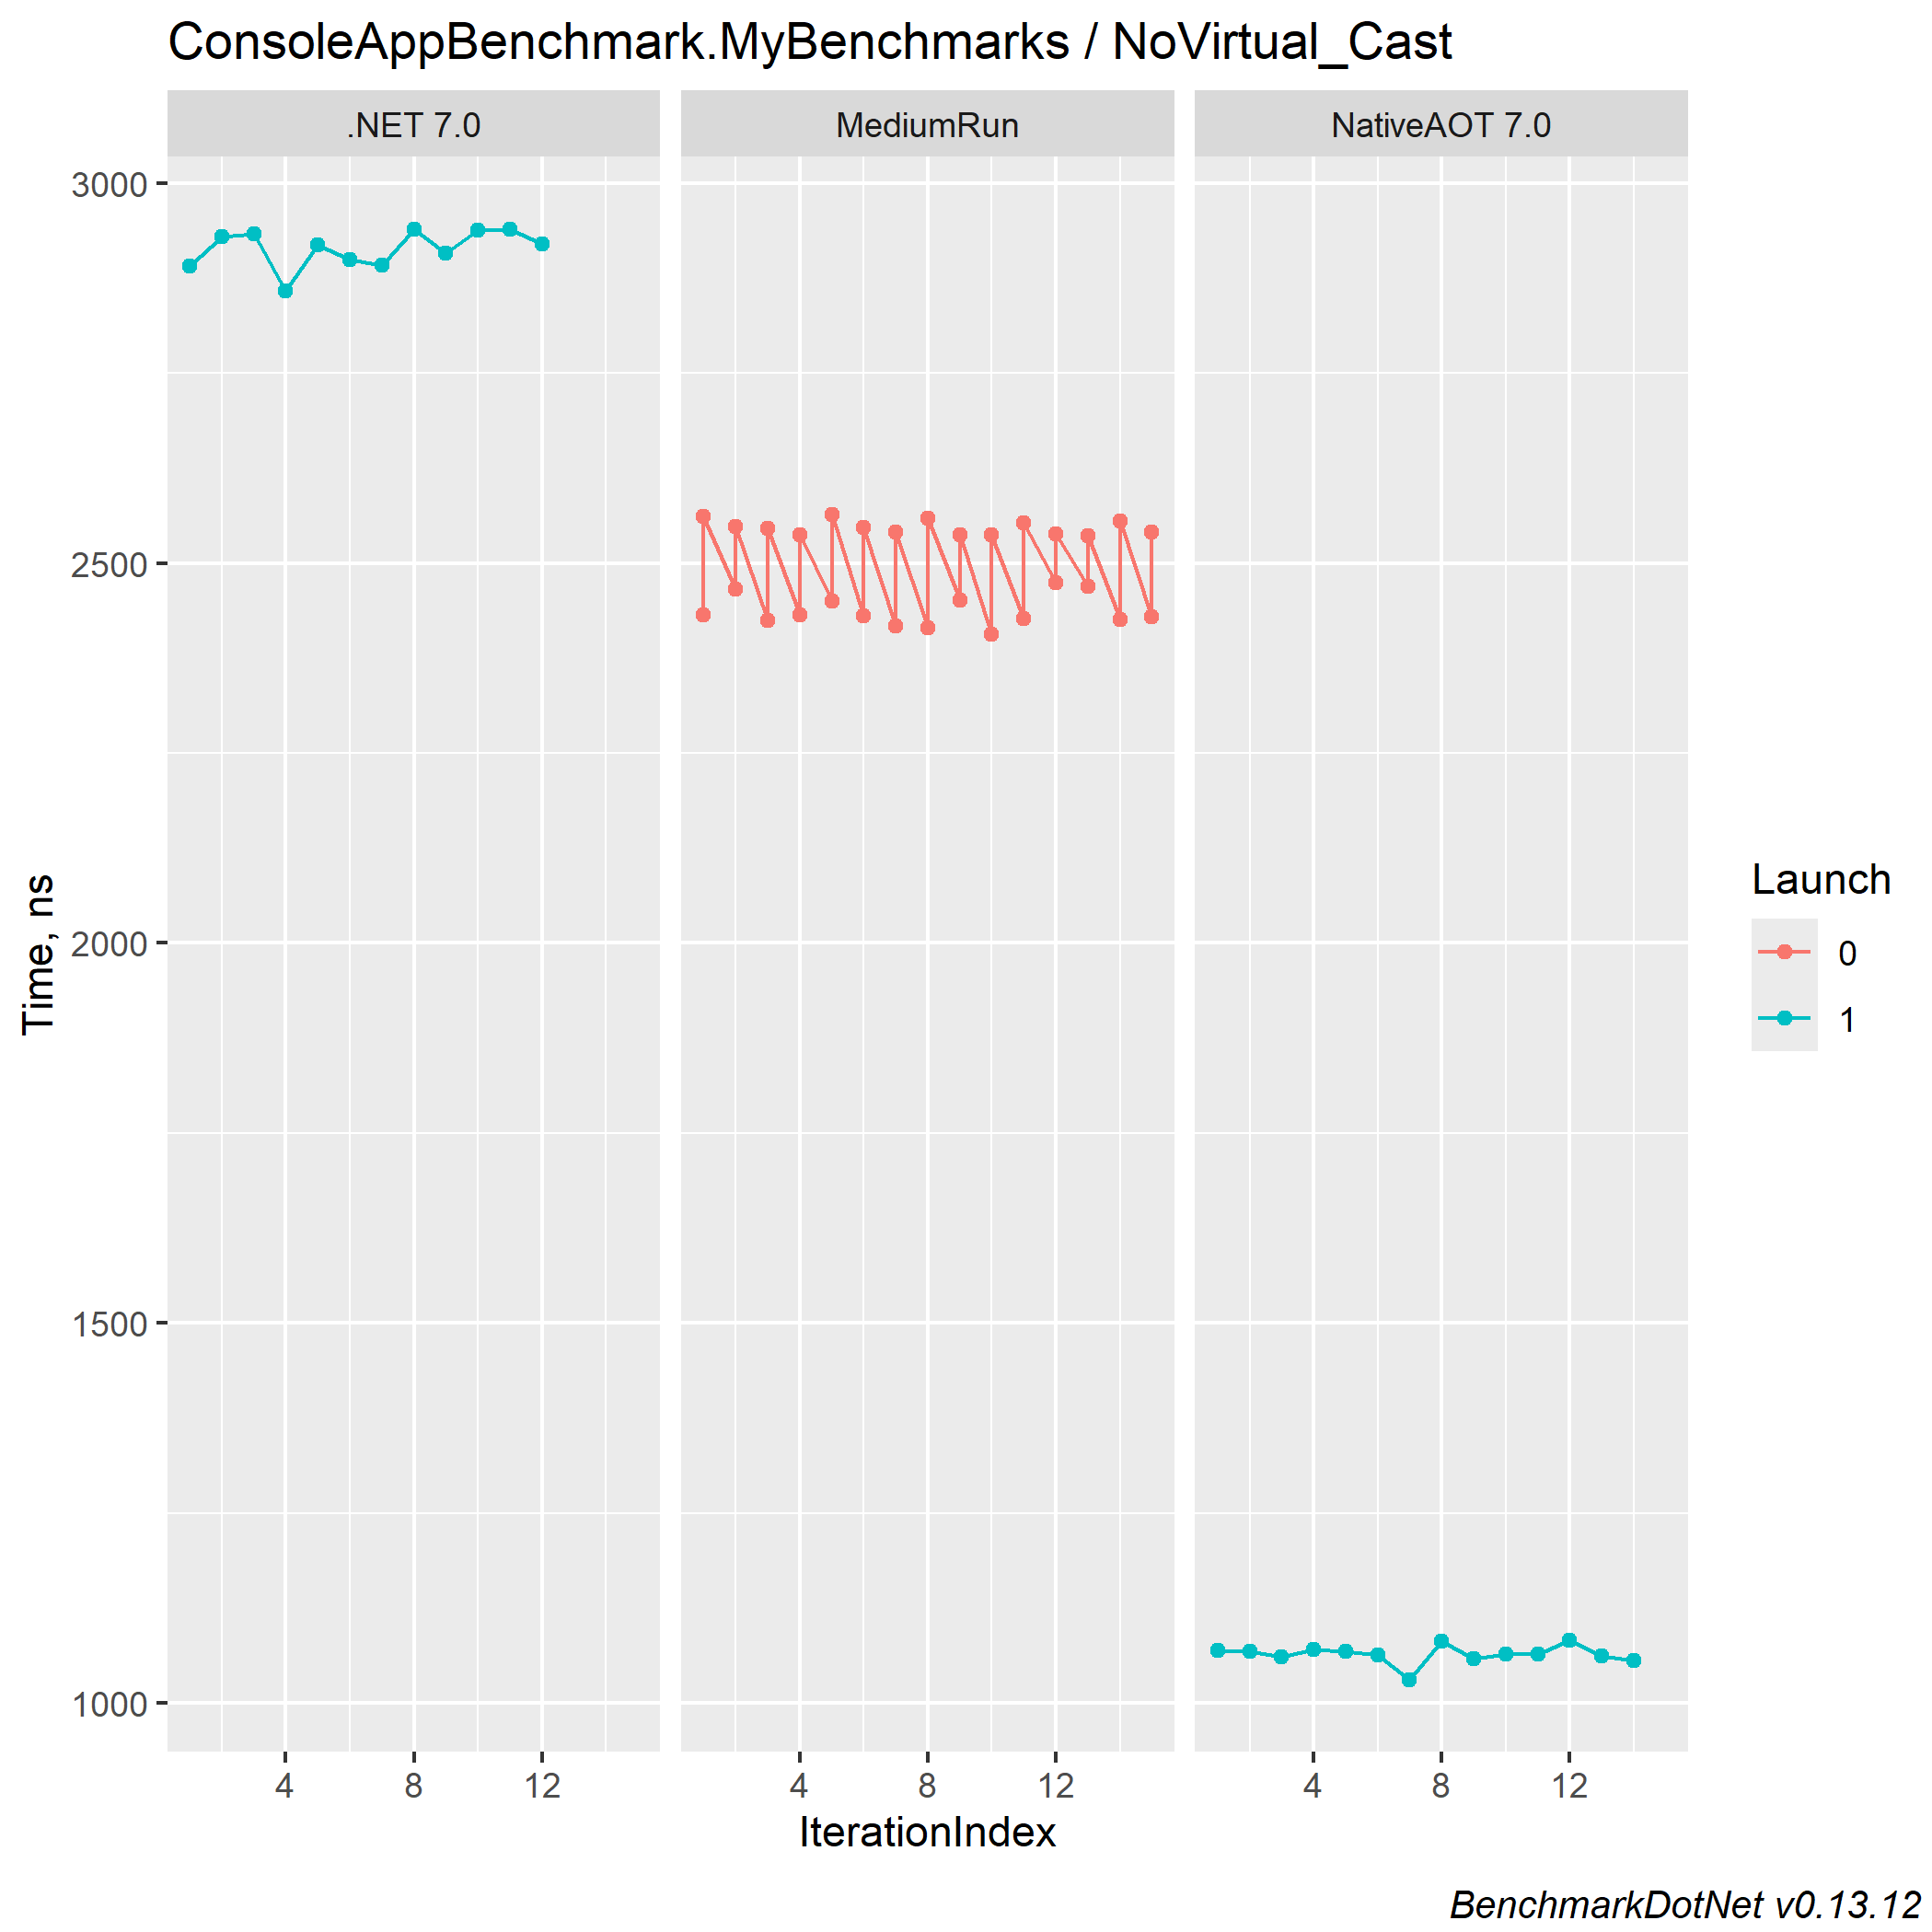 ConsoleAppBenchmark.MyBenchmarks / NoVirtual_Cast
.NET 7.0
MediumRun
NativeAOT 7.0
3000
2500
2000
1500
1000
Time, ns
4 8 12
4 8 12
4 8 12
IterationIndex
Launch
0
1
BenchmarkDotNet v0.13.12